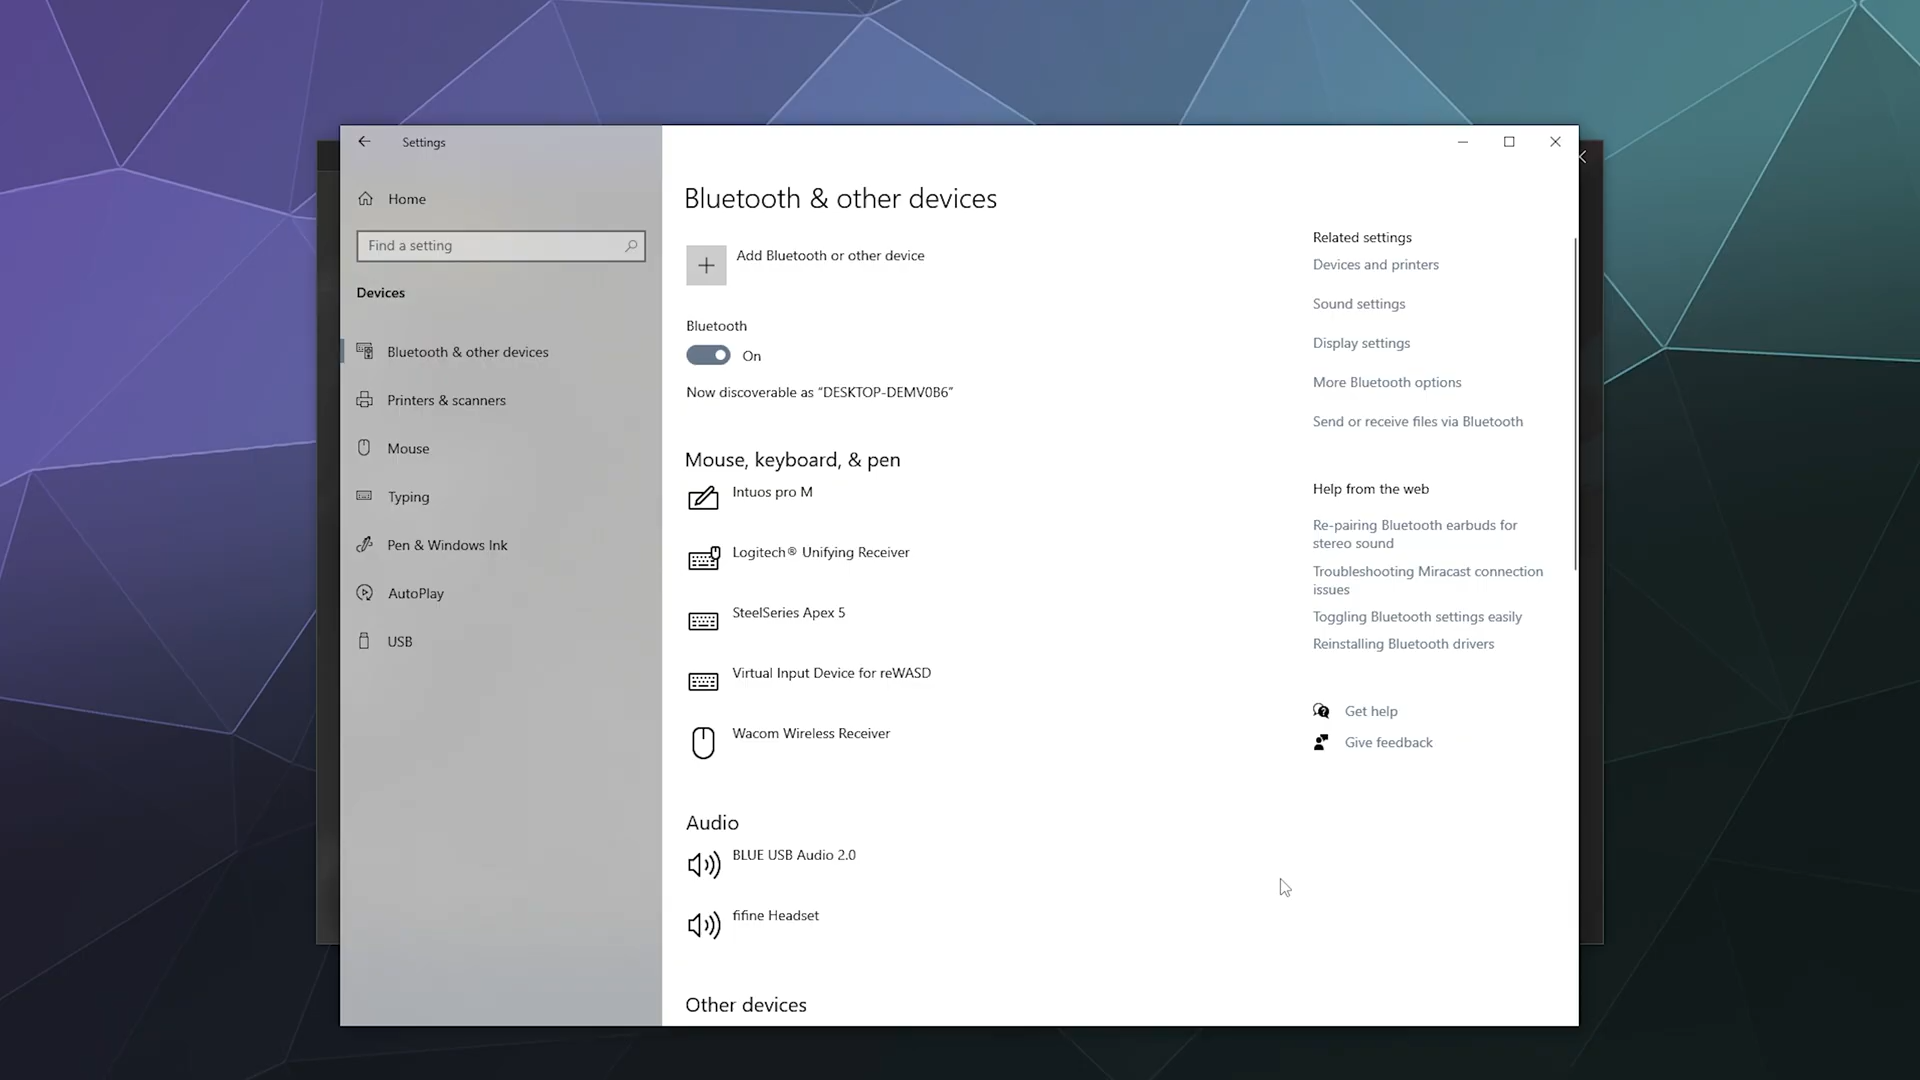 Settings
Home
Find a setting
Devices
Bluetooth & other devices
Printers & scanners
Mouse
Typing
Pen & Windows Ink
AutoPlay
USB
Bluetooth & other devices
Add Bluetooth or other device
Bluetooth
On
Now discoverable as “DESKTOP-DEMV0B6”
Mouse, keyboard, & pen
Intuos pro M
Logitech® Unifying Receiver
SteelSeries Apex 5
Virtual Input Device for reWASD
Wacom Wireless Receiver
Audio
BLUE USB Audio 2.0
fifine Headset
Other devices
Related settings
Devices and printers
Sound settings
Display settings
More Bluetooth options
Send or receive files via Bluetooth
Help from the web
Re-pairing Bluetooth earbuds for
stereo sound
Troubleshooting Miracast connection
issues
Toggling Bluetooth settings easily
Reinstalling Bluetooth drivers
Get help
Give feedback